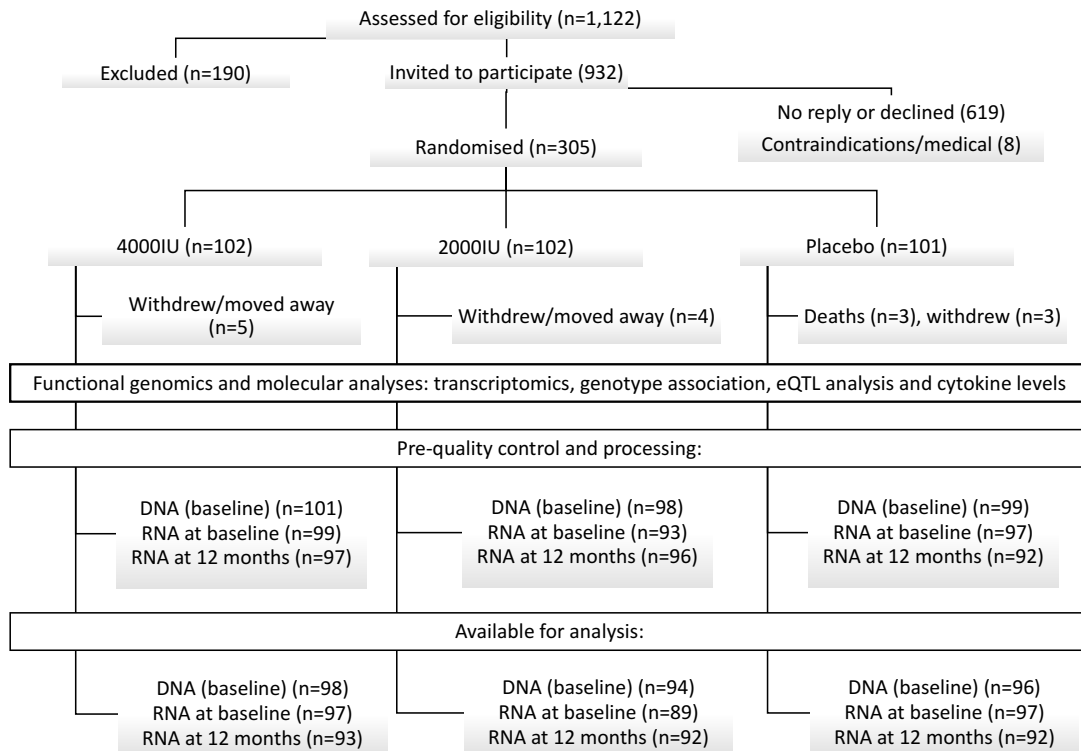 Assessed for eligibility (n=1,122)
Excluded (n=190)
Invited to participate (932)
No reply or declined (619)
Contraindications/medical (8)
Randomised (n=305)
4000IU (n=102)
2000IU (n=102)
Placebo (n=101)
Withdrew/moved away
(n=5)
Withdrew/moved away (n=4)
Deaths (n=3), withdrew (n=3)
Functional genomics and molecular analyses: transcriptomics, genotype association, eQTL analysis and cytokine levels
Pre-quality control and processing:
DNA (baseline) (n=101)
RNA at baseline (n=99)
RNA at 12 months (n=97)
DNA (baseline) (n=98)
RNA at baseline (n=93)
RNA at 12 months (n=96)
DNA (baseline) (n=99)
RNA at baseline (n=97)
RNA at 12 months (n=92)
Available for analysis:
DNA (baseline) (n=98)
RNA at baseline (n=97)
RNA at 12 months (n=93)
DNA (baseline) (n=94)
RNA at baseline (n=89)
RNA at 12 months (n=92)
DNA (baseline) (n=96)
RNA at baseline (n=97)
RNA at 12 months (n=92)